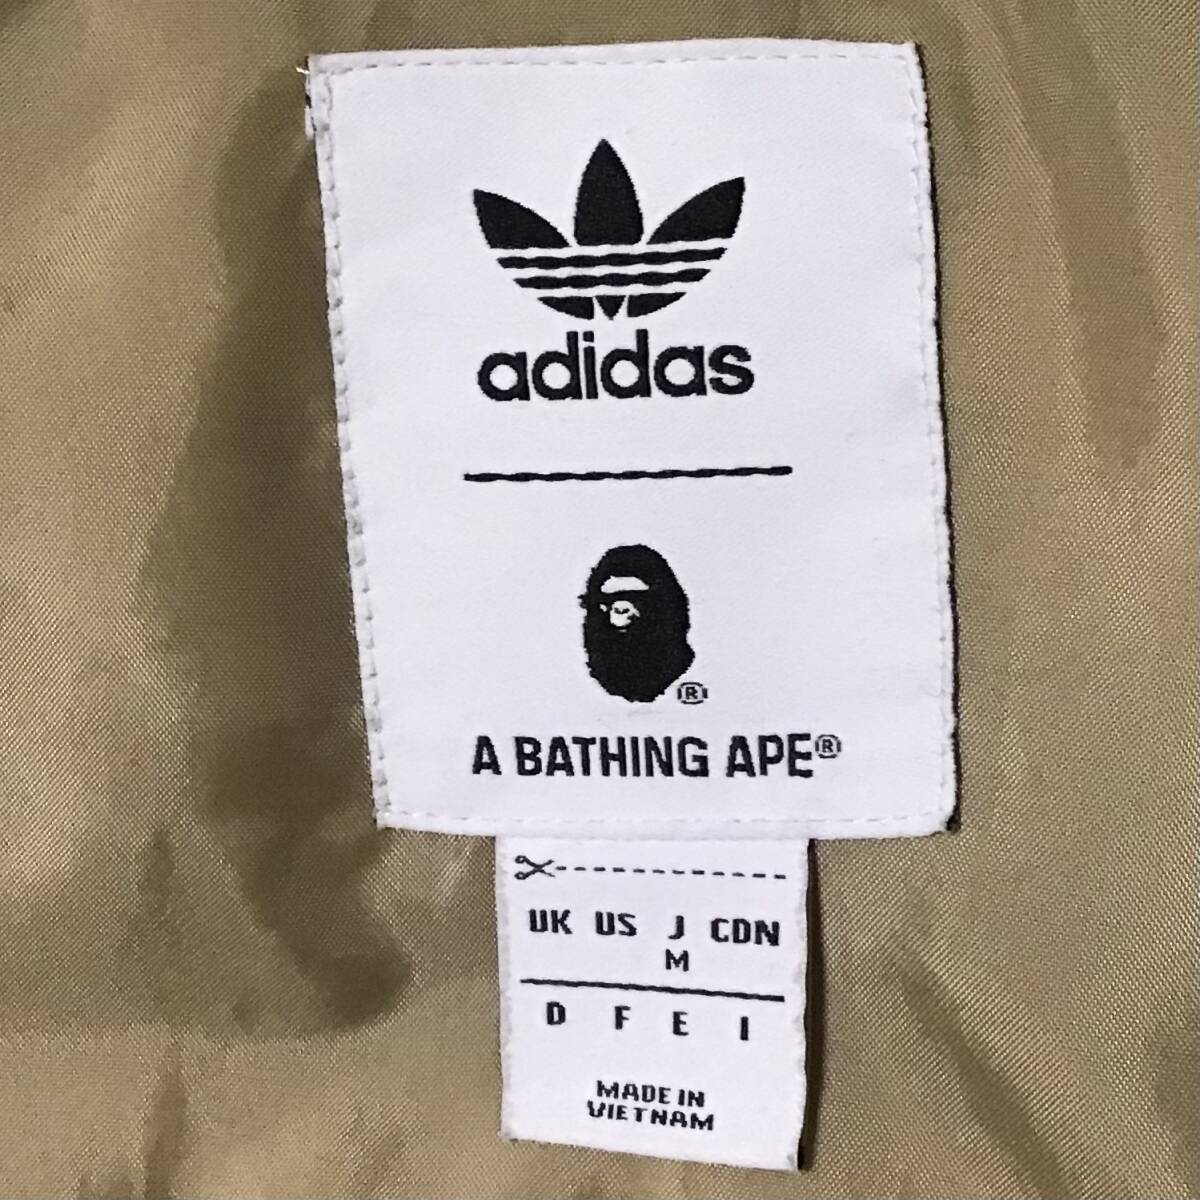 adidas
®
A BATHING APE®
UK US J CDN
M
D F E I
MADE IN
VIETNAM